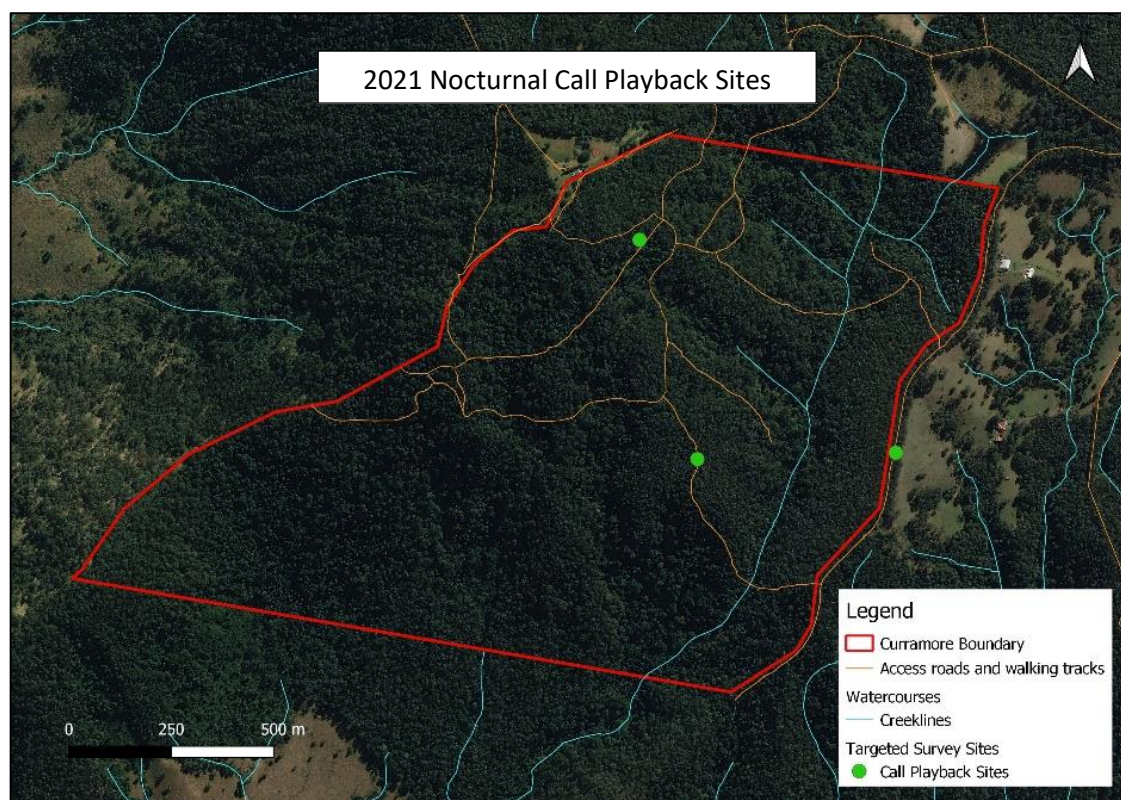 2021 Nocturnal Call Playback Sites
Legend
Curramore Boundary
Access roads and walking tracks
Watercourses
Creeklines
Targeted Survey Sites
Call Playback Sites
0 250 500 m